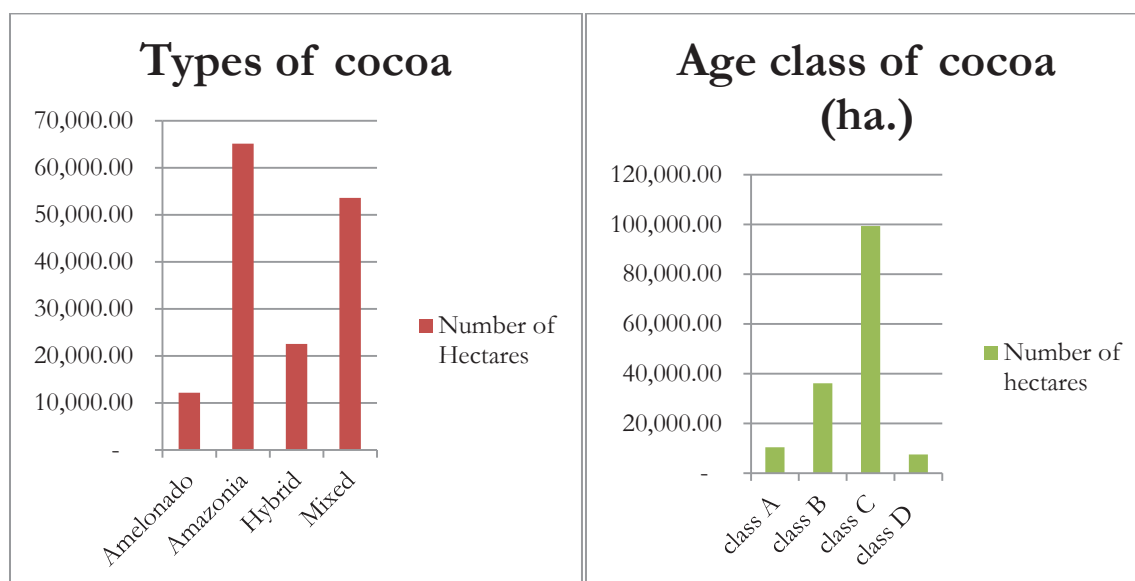 Types of cocoa
70,000.00
60,000.00
50,000.00
40,000.00
30,000.00
20,000.00
10,000.00
-
Amelonado
Amazonia
Hybrid
Mixed
Number of
Hectares
Age class of cocoa
(ha.)
120,000.00
100,000.00
80,000.00
60,000.00
40,000.00
20,000.00
-
class A
class B
class C
class D
Number of
hectares